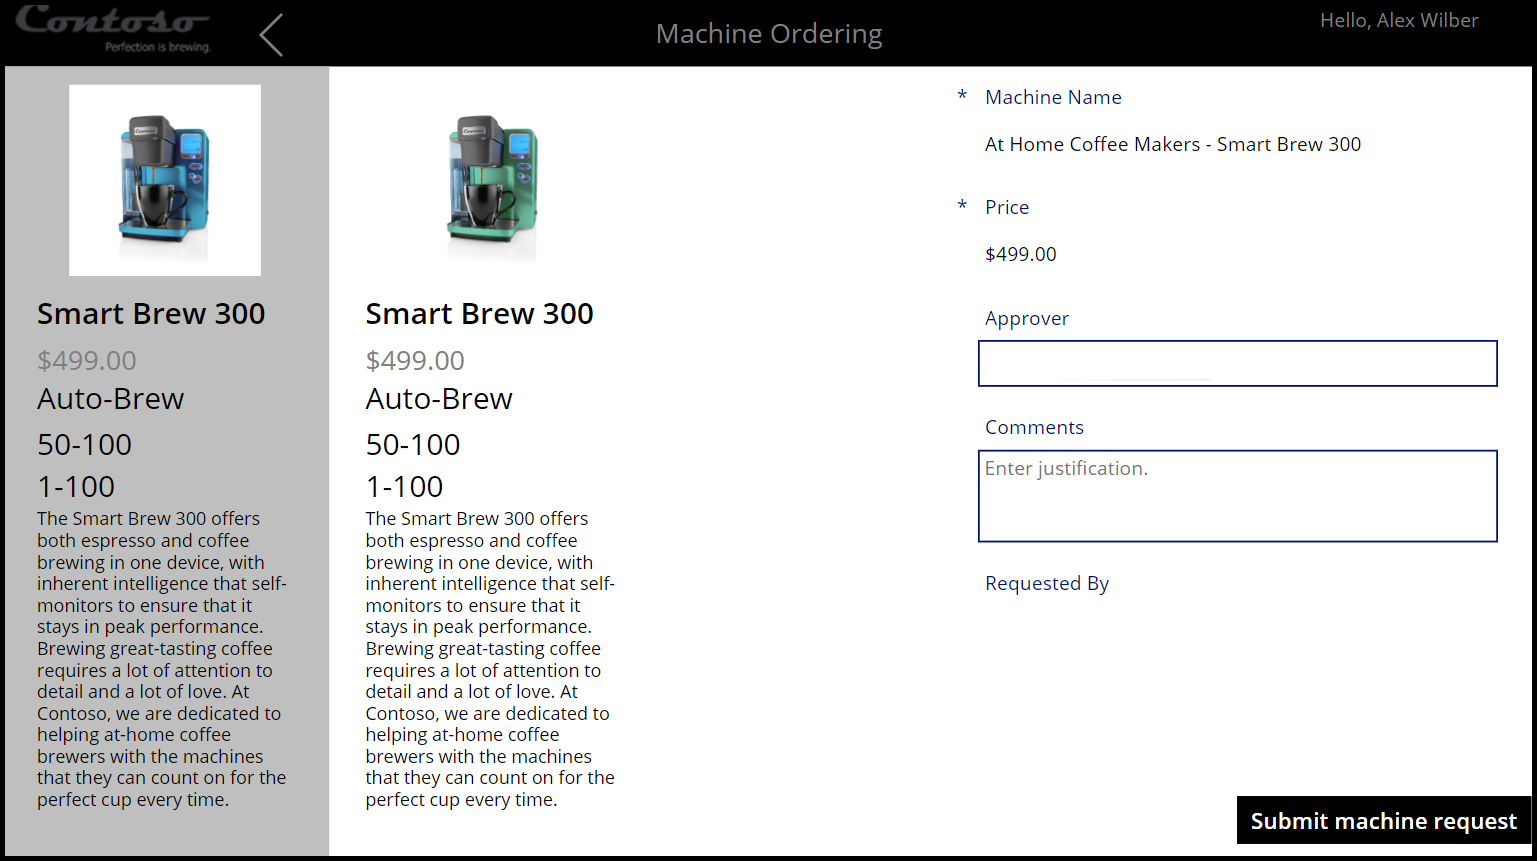 Contoso
Perfection is brewing.
Machine Ordering
Hello, Alex Wilber
Contoso
Smart Brew 300
$499.00
Auto-Brew
50-100
1-100
The Smart Brew 300 offers
both espresso and coffee
brewing in one device, with
inherent intelligence that self-
monitors to ensure that it
stays in peak performance.
Brewing great-tasting coffee
requires a lot of attention to
detail and a lot of love. At
Contoso, we are dedicated to
helping at-home coffee
brewers with the machines
that they can count on for the
perfect cup every time.
Contoso
Smart Brew 300
$499.00
Auto-Brew
50-100
1-100
The Smart Brew 300 offers
both espresso and coffee
brewing in one device, with
inherent intelligence that self-
monitors to ensure that it
stays in peak performance.
Brewing great-tasting coffee
requires a lot of attention to
detail and a lot of love. At
Contoso, we are dedicated to
helping at-home coffee
brewers with the machines
that they can count on for the
perfect cup every time.
* Machine Name
At Home Coffee Makers - Smart Brew 300
* Price
$499.00
Approver
Comments
Enter justification.
Requested By
Submit machine request